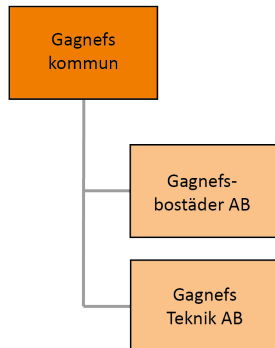 Gagnefs
kommun
Gagnefs-
bostäder AB
Gagnefs
Teknik AB